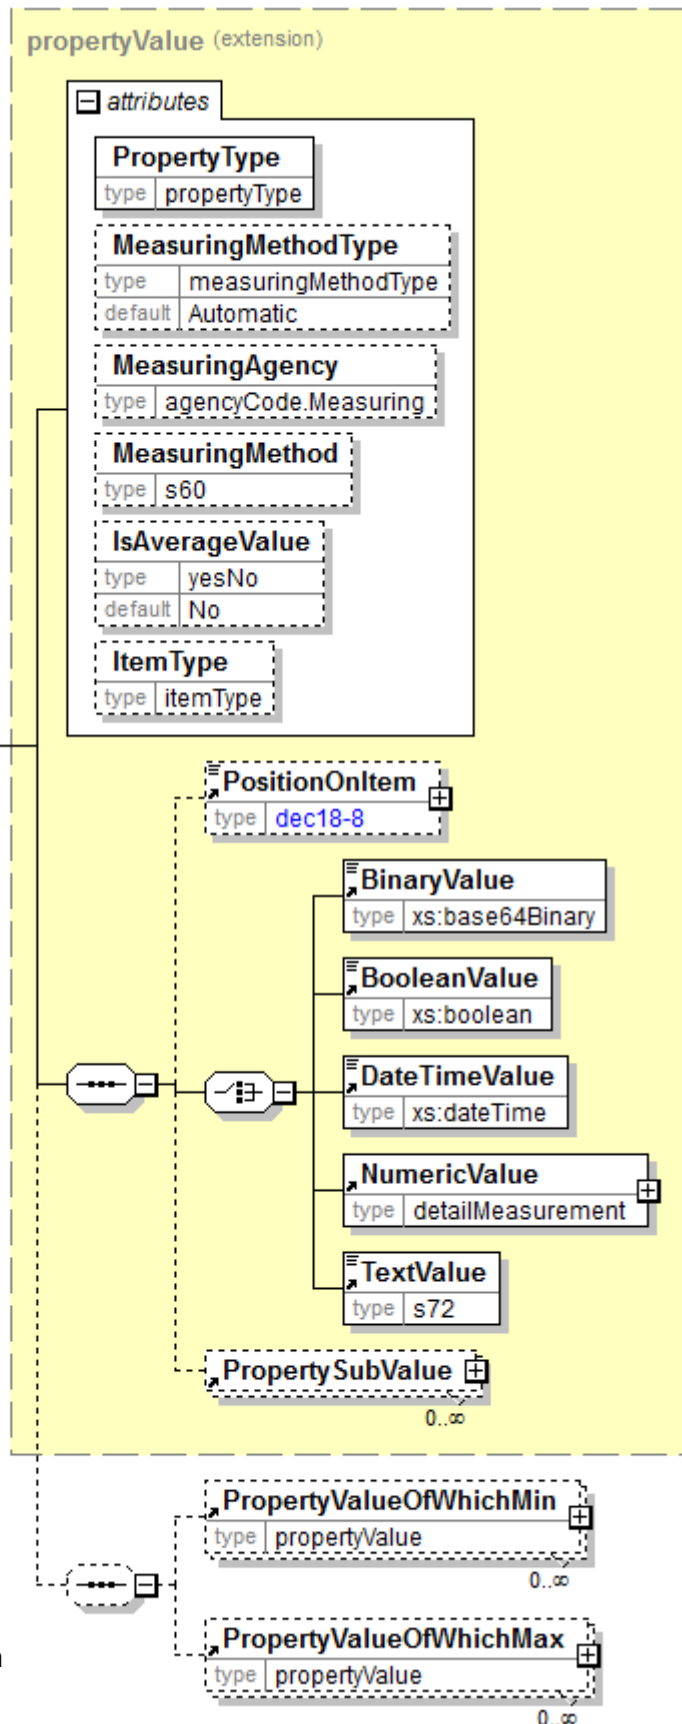 propertyValue (extension)
attributes
PropertyType
type propertyType
MeasuringMethodType
type measuringMethodType
default Automatic
MeasuringAgency
type agencyCode.Measuring
MeasuringMethod
type s60
IsAverageValue
type yesNo
default No
ItemType
type itemType
PositionOnItem
type dec18-8
BinaryValue
type xs:base64Binary
BooleanValue
type xs:boolean
DateTimeValue
type xs:dateTime
NumericValue
type detailMeasurement
TextValue
type s72
PropertySubValue
0..∞
PropertyValueOfWhichMin
type propertyValue
0..∞
PropertyValueOfWhichMax
type propertyValue
0..∞